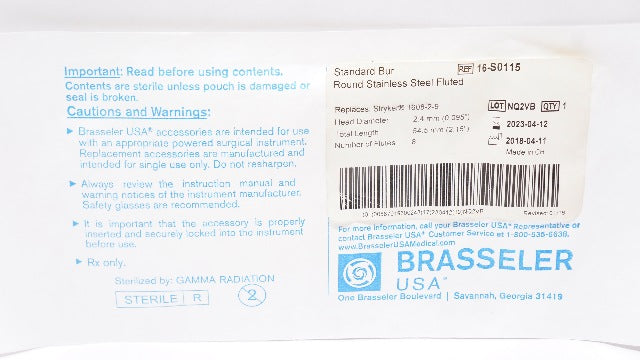 Important: Read before using contents.
Contents are sterile unless pouch is damaged or
seal is broken.
Cautions and Warnings:
▸ Brasseler USA® accessories are intended for use
with an appropriate powered surgical instrument.
Replacement accessories are manufactured and
intended for single use only. Do not resharpen.
▸ Always review the instruction manual and
warning notices of the instrument manufacturer.
Safety glasses are recommended.
▸ It is important that the accessory is properly
inserted and securely locked into the instrument
before use.
▸ Rx only.
Sterilized by: GAMMA RADIATION
STERILE R 2
Standard Bur REF 16-S0115
Round Stainless Steel Fluted
Replaces: Stryker® 1608-2-9
Head Diameter 2.4 mm (0.095")
Total Length 54.5 mm (2.15")
Number of Flutes 8
LOT NQ2VB QTY 1
2023-04-12
2018-04-11
Made in CH
Revised
For more information, call your Brasseler USA® Representative or
contact Brasseler USA® Customer Service at 1-800-535-6638.
www.BrasselerUSAMedical.com
BRASSELER
USA
One Brasseler Boulevard | Savannah, Georgia 31419